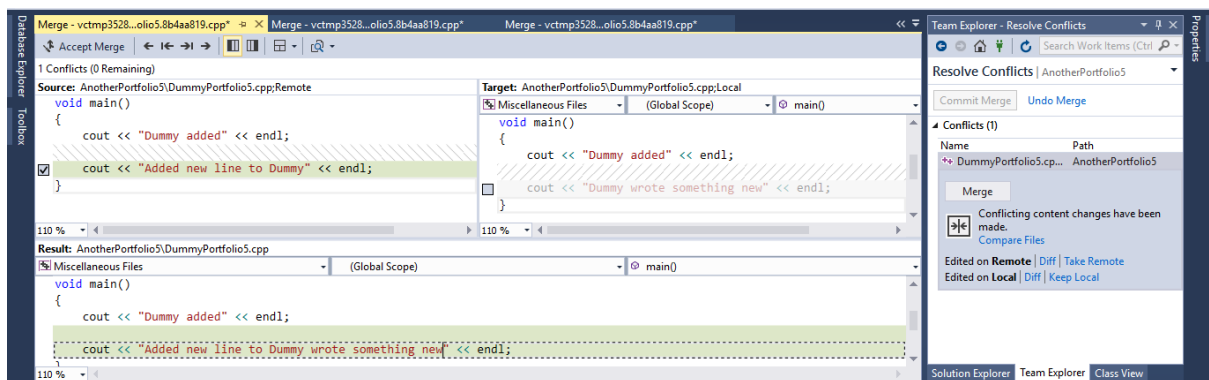 Database Explorer
Toolbox
Merge - vctmp3528...olio5.8b4aa819.cpp*
Merge - vctmp3528...olio5.8b4aa819.cpp*
Merge - vctmp3528...olio5.8b4aa819.cpp*
Accept Merge
1 Conflicts (0 Remaining)
Source: AnotherPortfolio5\DummyPortfolio5.cpp;Remote
void main()
{
cout << "Dummy added" << endl;
cout << "Added new line to Dummy" << endl;
}
110 %
Target: AnotherPortfolio5\DummyPortfolio5.cpp;Local
Miscellaneous Files
(Global Scope)
main()
void main()
{
cout << "Dummy added" << endl;
cout << "Dummy wrote something new" << endl;
}
110 %
Result: AnotherPortfolio5\DummyPortfolio5.cpp
Miscellaneous Files
(Global Scope)
main()
void main()
{
cout << "Dummy added" << endl;
cout << "Added new line to Dummy wrote something new" << endl;
}
110 %
Team Explorer - Resolve Conflicts
Search Work Items (Ctrl
Resolve Conflicts | AnotherPortfolio5
Commit Merge Undo Merge
Conflicts (1)
Name Path
DummyPortfolio5.cp... AnotherPortfolio5
Merge
Conflicting content changes have been
made.
Compare Files
Edited on Remote | Diff | Take Remote
Edited on Local | Diff | Keep Local
Solution Explorer Team Explorer Class View
Properties